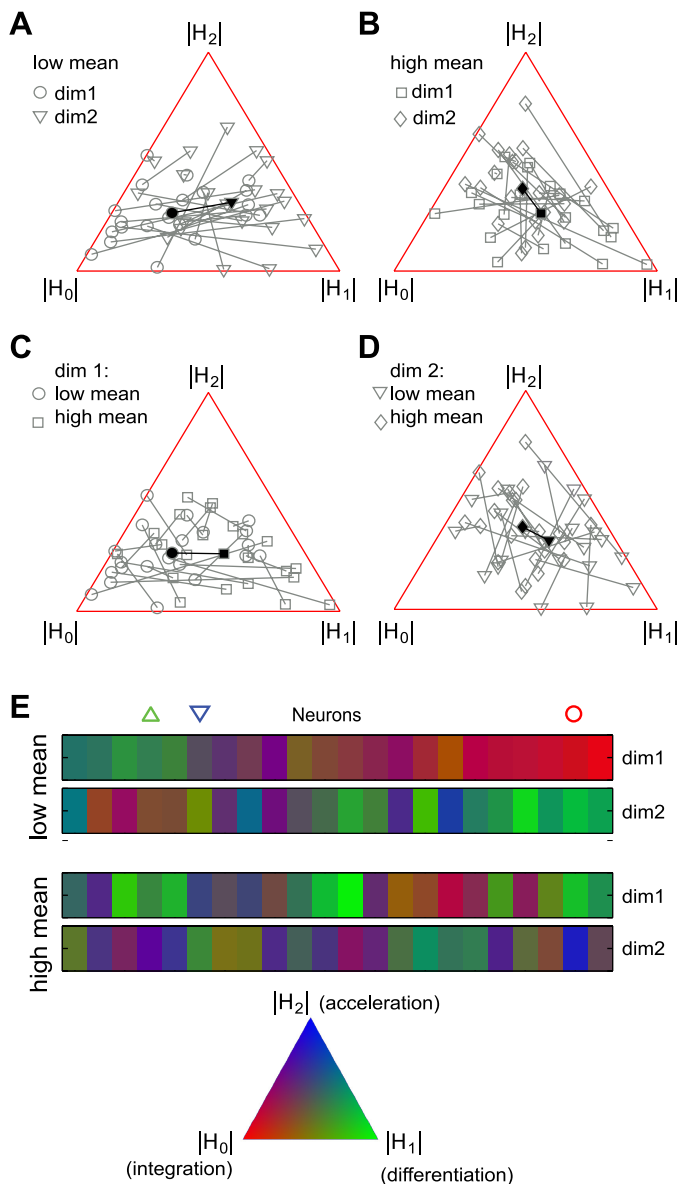 A
|H2|
low mean
dim1
dim2
|H0|
|H1|
B
|H2|
high mean
dim1
dim2
|H0|
|H1|
C
dim 1:
|H2|
low mean
high mean
|H0|
|H1|
D
dim 2:
|H2|
low mean
high mean
|H0|
|H1|
E
Neurons
low mean
dim1
dim2
high mean
dim1
dim2
|H2| (acceleration)
|H0|
|H1|
(integration)
(differentiation)